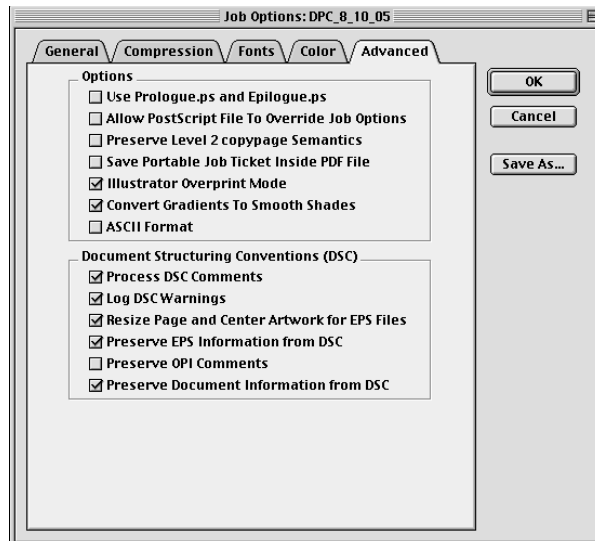 Job Options: DPC_8_10_05
General
Compression
Fonts
Color
Advanced
Options
Use Prologue.ps and Epilogue.ps
Allow PostScript File To Override Job Options
Preserve Level 2 copypage Semantics
Save Portable Job Ticket Inside PDF File
Illustrator Overprint Mode
Convert Gradients To Smooth Shades
ASCII Format
Document Structuring Conventions (DSC)
Process DSC Comments
Log DSC Warnings
Resize Page and Center Artwork for EPS Files
Preserve EPS Information from DSC
Preserve OPI Comments
Preserve Document Information from DSC
OK
Cancel
Save As...